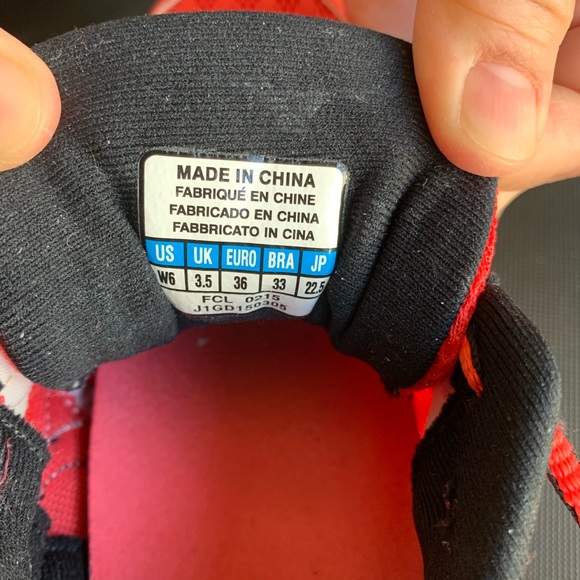 MADE IN CHINA
FABRIQUÉ EN CHINE
FABRICADO EN CHINA
FABBRICATO IN CINA
US UK EURO BRA JP
W6 3.5 36 33 22.5
FCL 0215
J1GD150305